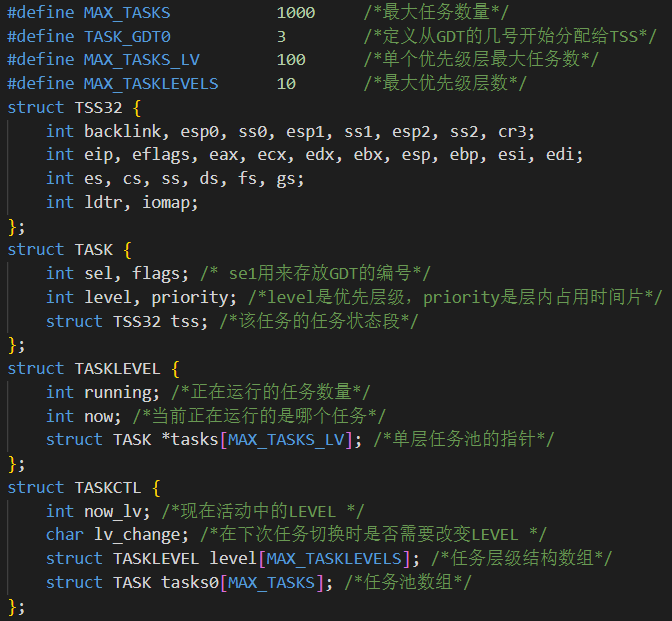 #define MAX_TASKS 1000 /*最大任务数量*/
#define TASK_GDT0 3 /*定义从GDT的几号开始分配给TSS*/
#define MAX_TASKS_LV 100 /*单个优先级层最大任务数*/
#define MAX_TASKLEVELS 10 /*最大优先级层数*/
struct TSS32 {
int backlink, esp0, ss0, esp1, ss1, esp2, ss2, cr3;
int eip, eflags, eax, ecx, edx, ebx, esp, ebp, esi, edi;
int es, cs, ss, ds, fs, gs;
int ldtr, iomap;
};
struct TASK {
int sel, flags; /* se1用来存放GDT的编号*/
int level, priority; /*level是优先层级，priority是层内占用时间片*/
struct TSS32 tss; /*该任务的任务状态段*/
};
struct TASKLEVEL {
int running; /*正在运行的任务数量*/
int now; /*当前正在运行的是哪个任务*/
struct TASK *tasks[MAX_TASKS_LV]; /*单层任务池的指针*/
};
struct TASKCTL {
int now_lv; /*现在活动中的LEVEL */
char lv_change; /*在下次任务切换时是否需要改变LEVEL */
struct TASKLEVEL level[MAX_TASKLEVELS]; /*任务层级结构数组*/
struct TASK tasks0[MAX_TASKS]; /*任务池数组*/
};